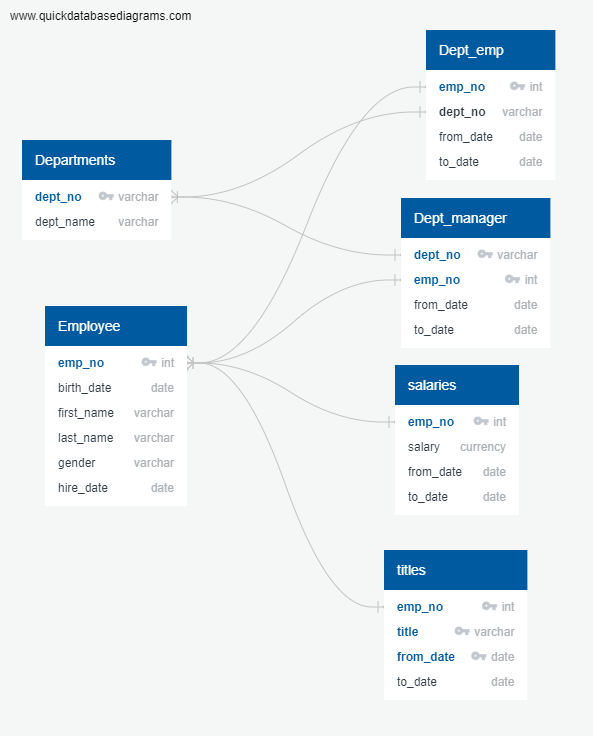 www.quickdatabasediagrams.com
Dept_emp
emp_no int
dept_no varchar
from_date date
to_date date
Departments
dept_no varchar
dept_name varchar
Dept_manager
dept_no varchar
emp_no int
from_date date
to_date date
Employee
emp_no int
birth_date date
first_name varchar
last_name varchar
gender varchar
hire_date date
salaries
emp_no int
salary currency
from_date date
to_date date
titles
emp_no int
title varchar
from_date date
to_date date